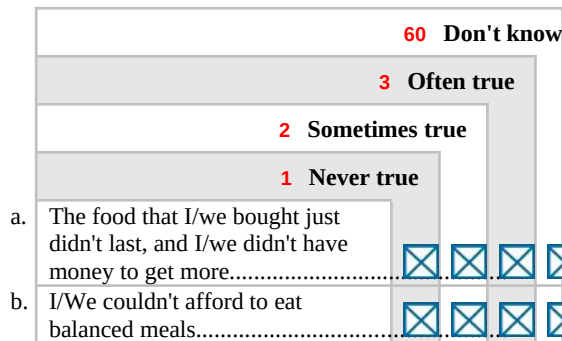 60 Don't know
3 Often true
2 Sometimes true
1 Never true
a. The food that I/we bought just
didn't last, and I/we didn't have
money to get more................................
b. I/We couldn't afford to eat
balanced meals......................................